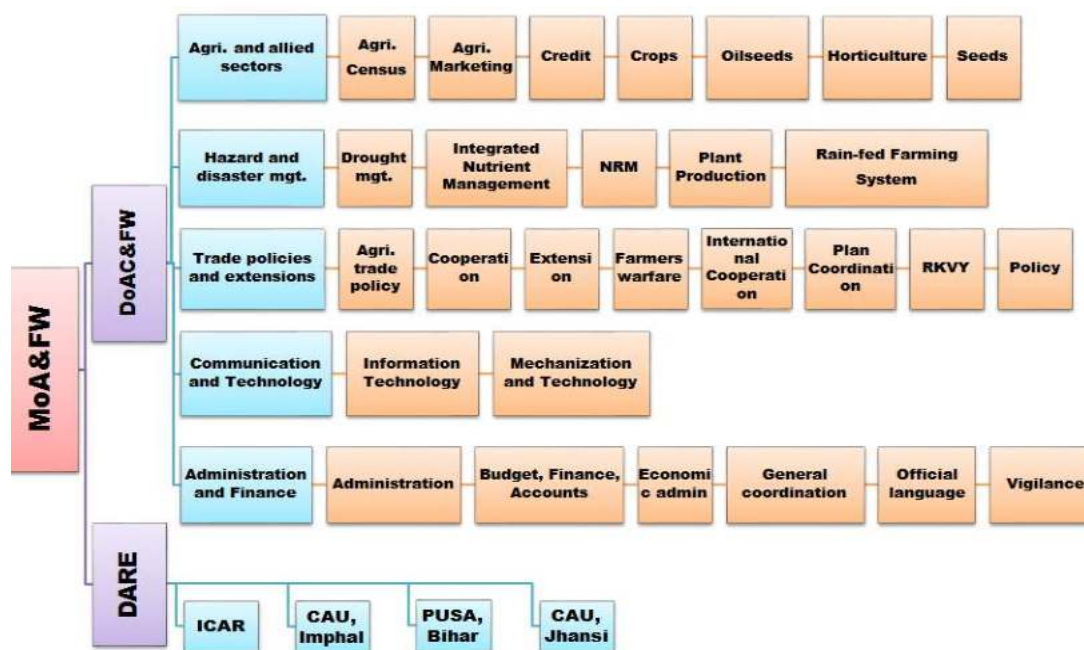 Agri. and allied
sectors
Agri.
Census
Agri.
Marketing
Credit
Crops
Oilseeds
Horticulture
Seeds
Hazard and
disaster mgt.
Drought
mgt.
Integrated
Nutrient
Management
NRM
Plant
Production
Rain-fed Farming
System
Trade policies
and extensions
Agri.
trade
policy
Cooperati
on
Extensi
on
Farmers
warfare
Internatio
nal
Cooperati
on
Plan
Coordinati
on
RKVY
Policy
Communication
and Technology
Information
Technology
Mechanization
and Technology
Administration
and Finance
Administration
Budget, Finance,
Accounts
Economi
c admin
General
coordination
Official
language
Vigilance
MoA&FW
DoAC&FW
DARE
ICAR
CAU,
Imphal
PUSA,
Bihar
CAU,
Jhansi